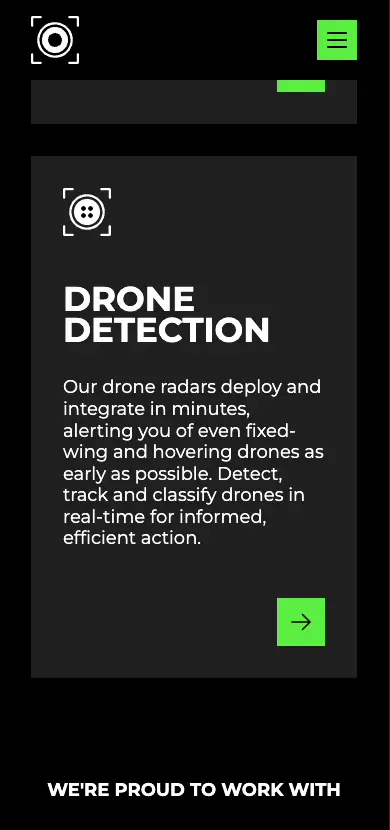 DRONE
DETECTION
Our drone radars deploy and
integrate in minutes,
alerting you of even fixed-
wing and hovering drones as
early as possible. Detect,
track and classify drones in
real-time for informed,
efficient action.
WE'RE PROUD TO WORK WITH